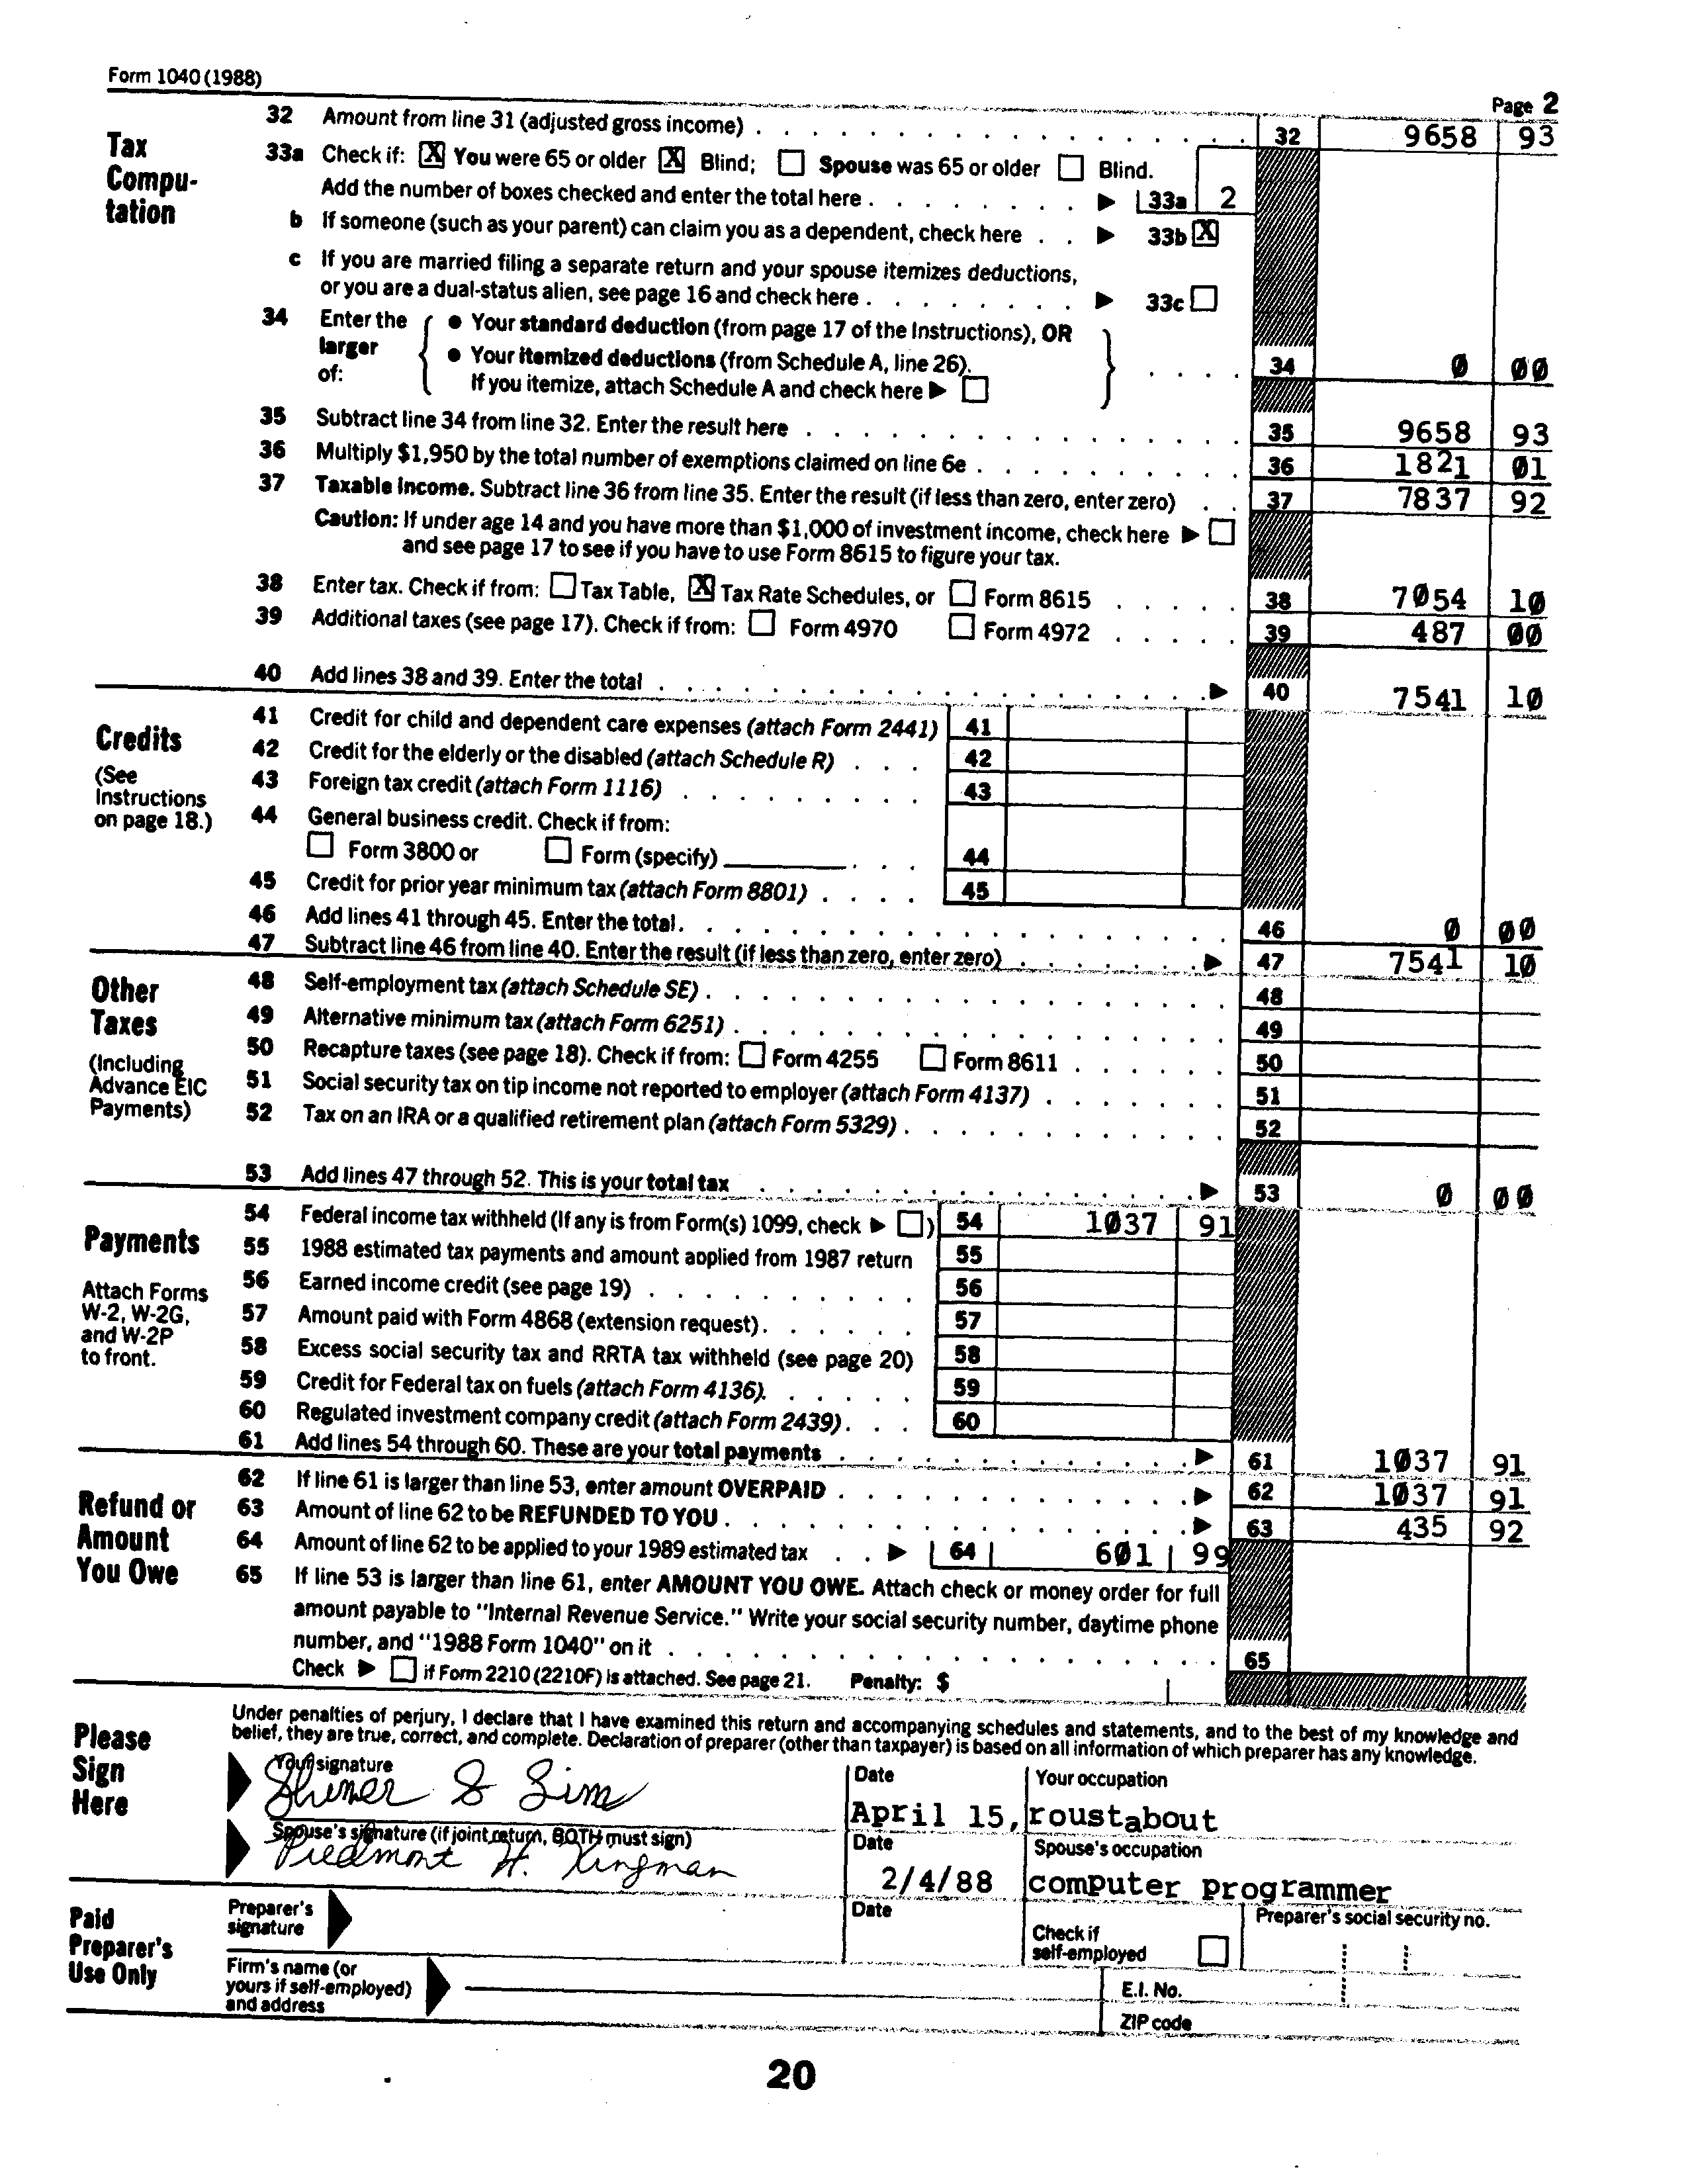 Form 1040 (1988)
Page 2
Tax Compu-tation
32 Amount from line 31 (adjusted gross income) . . . 32 9658 93
33a Check if: [X] You were 65 or older [X] Blind; [ ] Spouse was 65 or older [ ] Blind.
Add the number of boxes checked and enter the total here . . . ▶ 33a 2
b If someone (such as your parent) can claim you as a dependent, check here . . ▶ 33b [X]
c If you are married filing a separate return and your spouse itemizes deductions,
or you are a dual-status alien, see page 16 and check here . . . ▶ 33c [ ]
34 Enter the larger of: { ● Your standard deduction (from page 17 of the Instructions), OR
● Your itemized deductions (from Schedule A, line 26).
If you itemize, attach Schedule A and check here ▶ [ ] } . . . . 34 0 00
35 Subtract line 34 from line 32. Enter the result here . . . 35 9658 93
36 Multiply $1,950 by the total number of exemptions claimed on line 6e . . . 36 1821 01
37 Taxable income. Subtract line 36 from line 35. Enter the result (if less than zero, enter zero) . . 37 7837 92
Caution: If under age 14 and you have more than $1,000 of investment income, check here ▶ [ ]
and see page 17 to see if you have to use Form 8615 to figure your tax.
38 Enter tax. Check if from: [ ] Tax Table, [X] Tax Rate Schedules, or [ ] Form 8615 . . . 38 7054 10
39 Additional taxes (see page 17). Check if from: [ ] Form 4970 [ ] Form 4972 . . . 39 487 00
40 Add lines 38 and 39. Enter the total . . . ▶ 40 7541 10
Credits
(See Instructions on page 18.)
41 Credit for child and dependent care expenses (attach Form 2441) 41
42 Credit for the elderly or the disabled (attach Schedule R) . . . 42
43 Foreign tax credit (attach Form 1116) . . . 43
44 General business credit. Check if from:
[ ] Form 3800 or [ ] Form (specify) ________ . . . 44
45 Credit for prior year minimum tax (attach Form 8801) . . . . 45
46 Add lines 41 through 45. Enter the total . . . 46 0 00
47 Subtract line 46 from line 40. Enter the result (if less than zero, enter zero) . . . ▶ 47 7541 10
Other Taxes
(Including Advance EIC Payments)
48 Self-employment tax (attach Schedule SE) . . . 48
49 Alternative minimum tax (attach Form 6251) . . . 49
50 Recapture taxes (see page 18). Check if from: [ ] Form 4255 [ ] Form 8611 . . . 50
51 Social security tax on tip income not reported to employer (attach Form 4137) . . . 51
52 Tax on an IRA or a qualified retirement plan (attach Form 5329) . . . 52
53 Add lines 47 through 52. This is your total tax . . . ▶ 53 0 00
Payments
Attach Forms W-2, W-2G, and W-2P to front.
54 Federal income tax withheld (If any is from Form(s) 1099, check ▶ [ ]) 54 1037 91
55 1988 estimated tax payments and amount applied from 1987 return 55
56 Earned income credit (see page 19) . . . 56
57 Amount paid with Form 4868 (extension request) . . . 57
58 Excess social security tax and RRTA tax withheld (see page 20) 58
59 Credit for Federal tax on fuels (attach Form 4136). . . . 59
60 Regulated investment company credit (attach Form 2439) . . . 60
61 Add lines 54 through 60. These are your total payments . . . ▶ 61 1037 91
Refund or Amount You Owe
62 If line 61 is larger than line 53, enter amount OVERPAID . . . ▶ 62 1037 91
63 Amount of line 62 to be REFUNDED TO YOU . . . ▶ 63 435 92
64 Amount of line 62 to be applied to your 1989 estimated tax . . ▶ 64 601 99
65 If line 53 is larger than line 61, enter AMOUNT YOU OWE. Attach check or money order for full
amount payable to "Internal Revenue Service." Write your social security number, daytime phone
number, and "1988 Form 1040" on it . . . 65
Check ▶ [ ] if Form 2210 (2210F) is attached. See page 21. Penalty: $
Please Sign Here
Under penalties of perjury, I declare that I have examined this return and accompanying schedules and statements, and to the best of my knowledge and
belief, they are true, correct, and complete. Declaration of preparer (other than taxpayer) is based on all information of which preparer has any knowledge.
Your signature Date Your occupation
S Sim April 15, roustabout
Spouse's signature (if joint return, BOTH must sign) Date Spouse's occupation
Piedmont H. Kingman 2/4/88 computer programmer
Paid Preparer's Use Only
Preparer's signature Date Check if self-employed [ ] Preparer's social security no.
Firm's name (or yours if self-employed) and address
E.I. No.
ZIP code
20